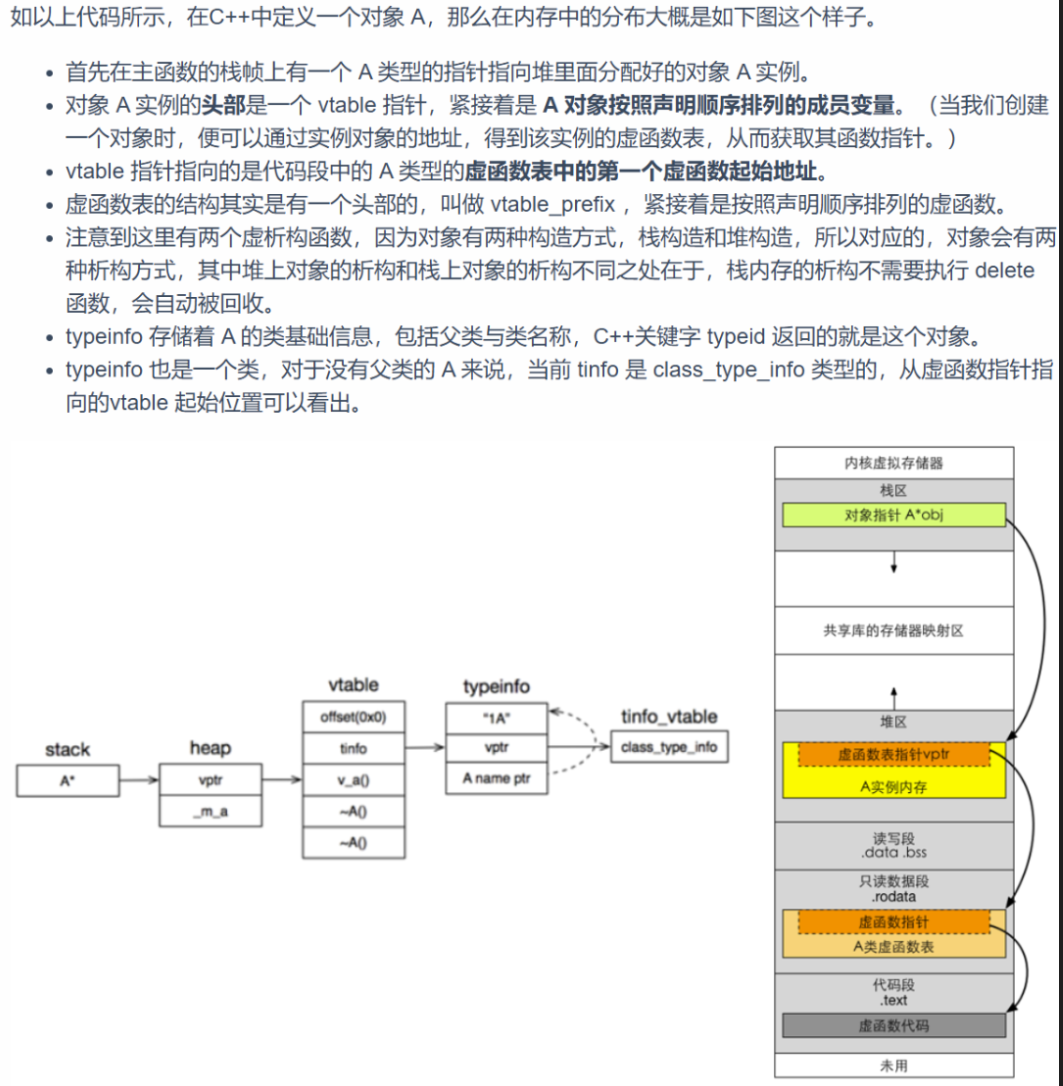 如以上代码所示，在C++中定义一个对象 A，那么在内存中的分布大概是如下图这个样子。
• 首先在主函数的栈帧上有一个 A 类型的指针指向堆里面分配好的对象 A 实例。
• 对象 A 实例的头部是一个 vtable 指针，紧接着是 A 对象按照声明顺序排列的成员变量。（当我们创建
一个对象时，便可以通过实例对象的地址，得到该实例的虚函数表，从而获取其函数指针。）
• vtable 指针指向的是代码段中的 A 类型的虚函数表中的第一个虚函数起始地址。
• 虚函数表的结构其实是有一个头部的，叫做 vtable_prefix ，紧接着是按照声明顺序排列的虚函数。
• 注意到这里有两个虚析构函数，因为对象有两种构造方式，栈构造和堆构造，所以对应的，对象会有两
种析构方式，其中堆上对象的析构和栈上对象的析构不同之处在于，栈内存的析构不需要执行 delete
函数，会自动被回收。
• typeinfo 存储着 A 的类基础信息，包括父类与类名称，C++关键字 typeid 返回的就是这个对象。
• typeinfo 也是一个类，对于没有父类的 A 来说，当前 tinfo 是 class_type_info 类型的，从虚函数指针指
向的vtable 起始位置可以看出。
stack
A*
heap
vptr
_m_a
vtable
offset(0x0)
tinfo
v_a()
~A()
~A()
typeinfo
"1A"
vptr
A name ptr
tinfo_vtable
class_type_info
内核虚拟存储器
栈区
对象指针 A*obj
共享库的存储器映射区
堆区
虚函数表指针vptr
A实例内存
读写段
.data .bss
只读数据段
.rodata
虚函数指针
A类虚函数表
代码段
.text
虚函数代码
未用